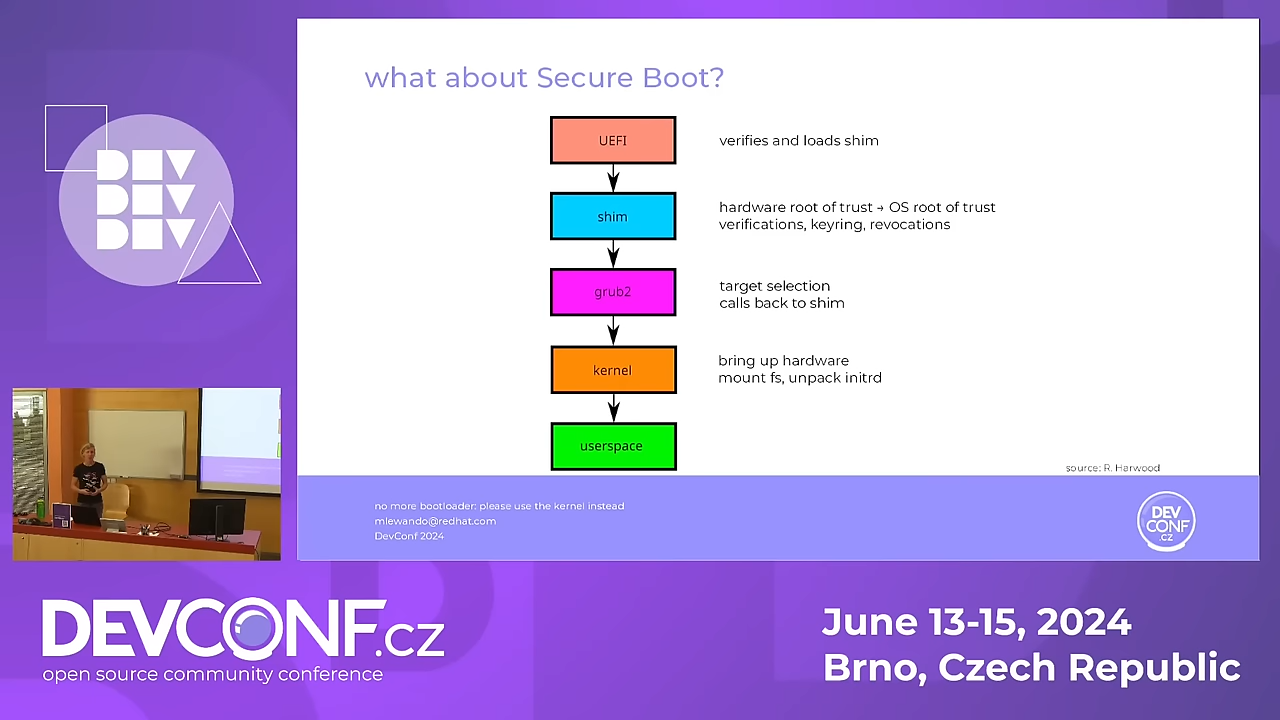 DEV
DEV
DEV
what about Secure Boot?
UEFI
verifies and loads shim
shim
hardware root of trust → OS root of trust
verifications, keyring, revocations
grub2
target selection
calls back to shim
kernel
bring up hardware
mount fs, unpack initrd
userspace
source: R. Harwood
no more bootloader: please use the kernel instead
mlewando@redhat.com
DevConf 2024
DEV
CONF
.CZ
DEVCONF.cz
open source community conference
June 13-15, 2024
Brno, Czech Republic